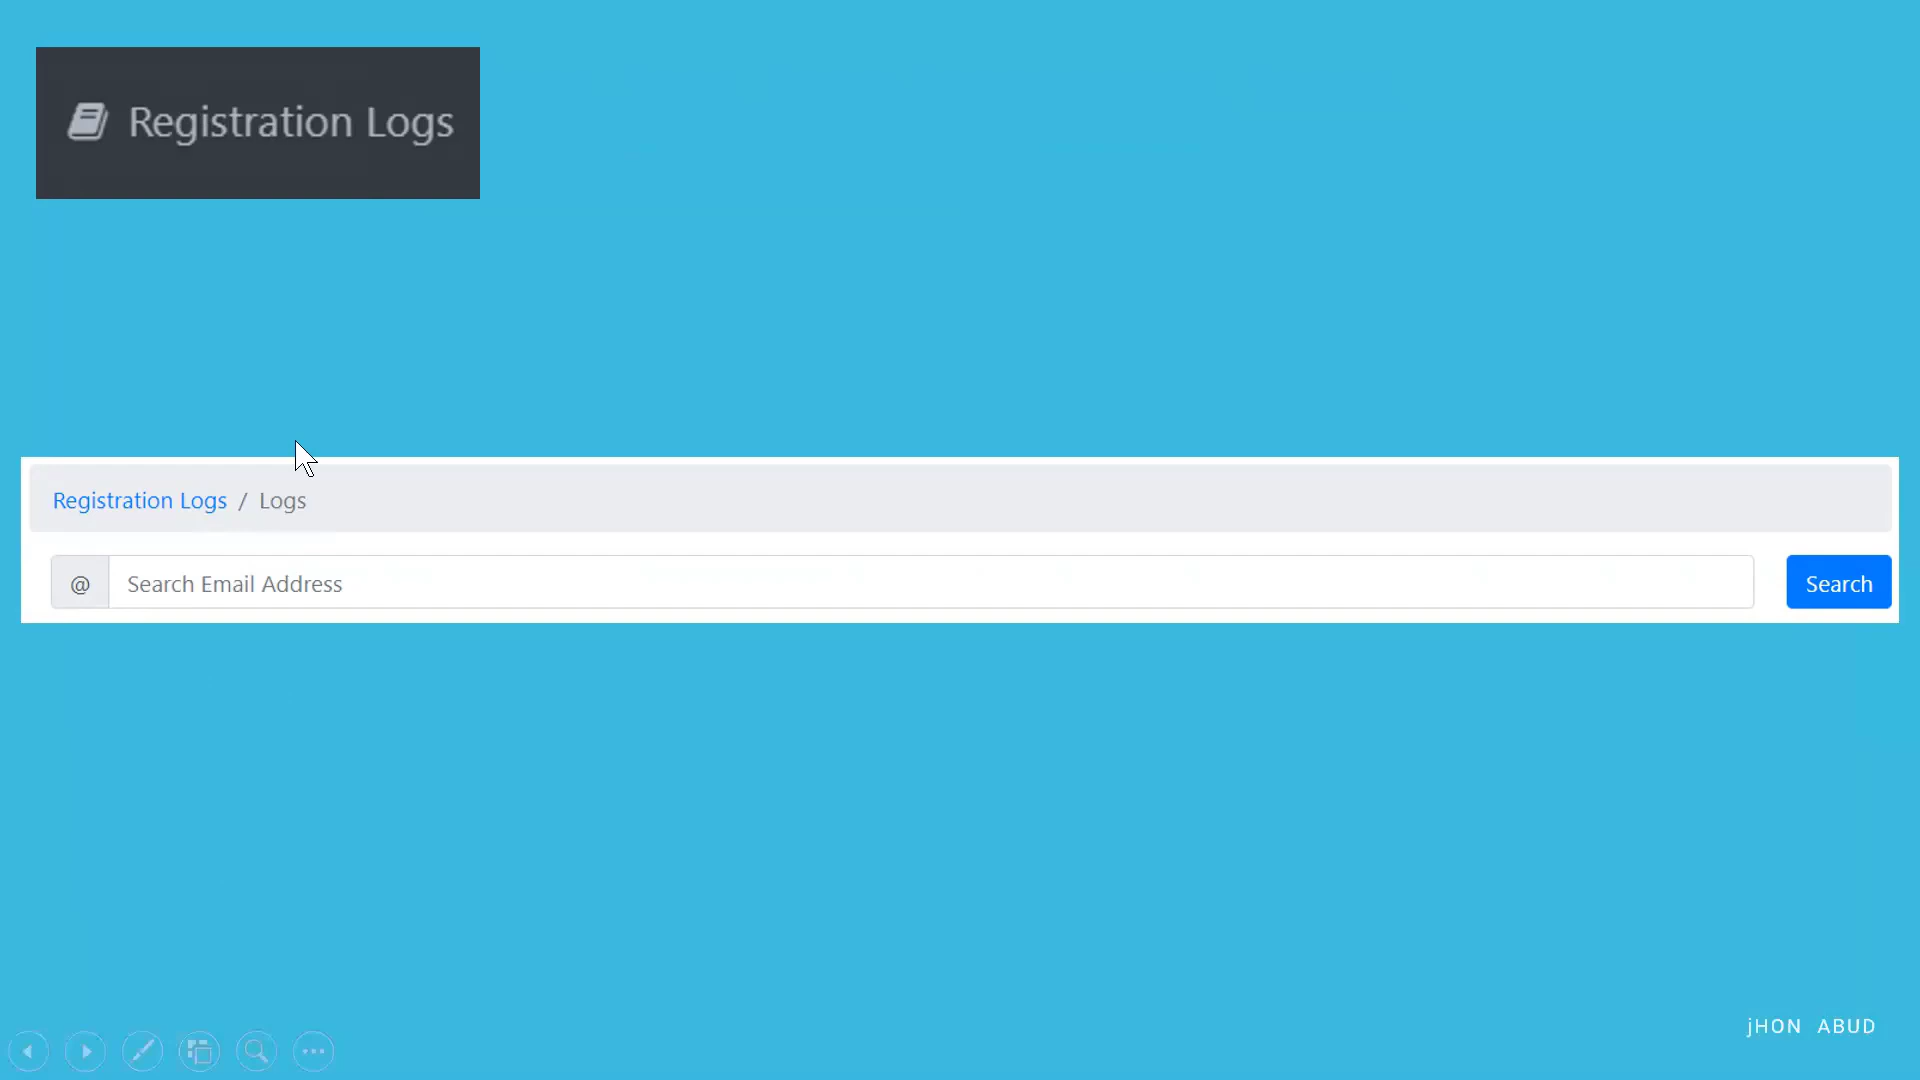 Registration Logs
Registration Logs / Logs
@ Search Email Address Search
jHON ABUD